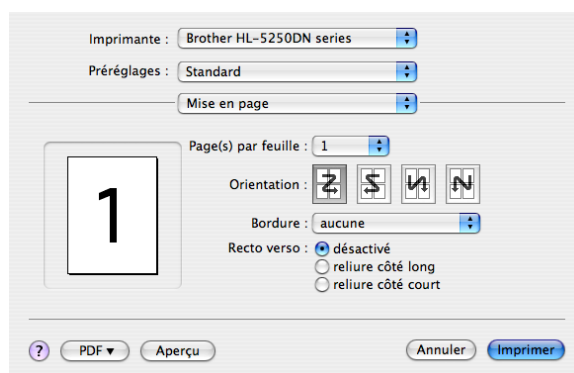 Imprimante : Brother HL-5250DN series
Préréglages : Standard
Mise en page
Page(s) par feuille : 1
1
Orientation :
Bordure : aucune
Recto verso : désactivé
reliure côté long
reliure côté court
? PDF▼ Aperçu Annuler Imprimer